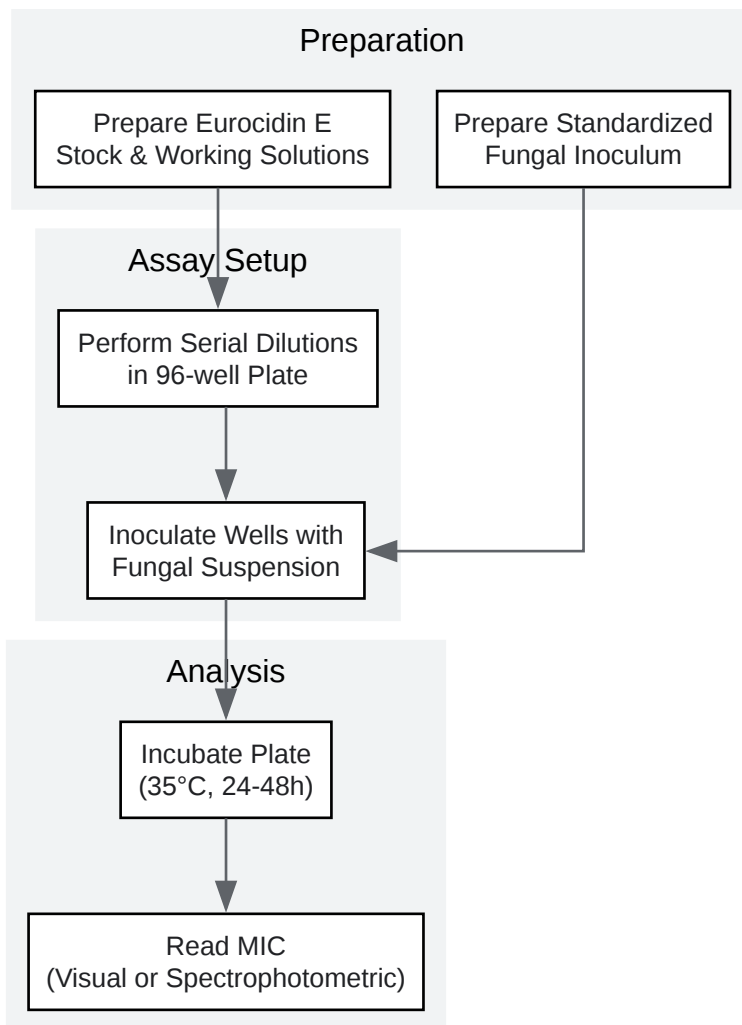 Preparation
Prepare Eurocidin E
Stock & Working Solutions
Prepare Standardized
Fungal Inoculum
Assay Setup
Perform Serial Dilutions
in 96-well Plate
Inoculate Wells with
Fungal Suspension
Analysis
Incubate Plate
(35°C, 24-48h)
Read MIC
(Visual or Spectrophotometric)